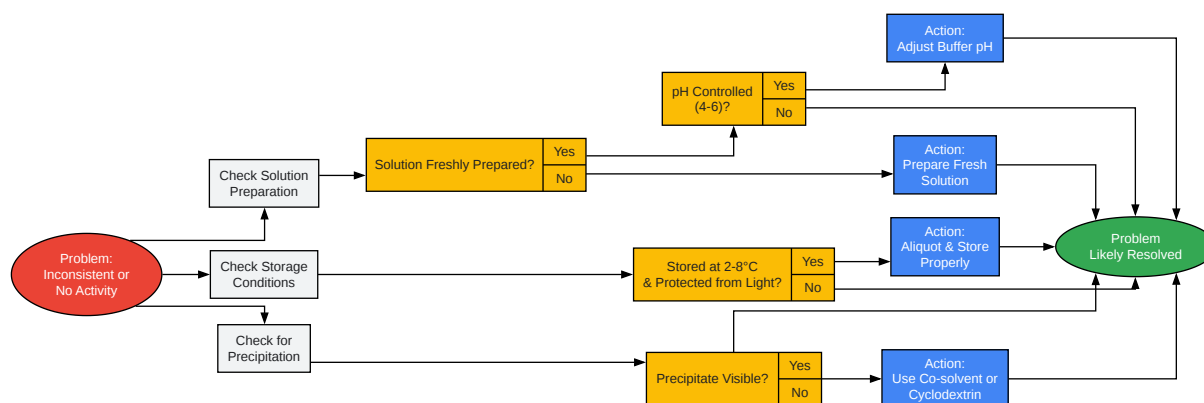 Problem:
Inconsistent or
No Activity
Check Solution
Preparation
Check Storage
Conditions
Check for
Precipitation
Solution Freshly Prepared?
Yes
No
pH Controlled
(4-6)?
Yes
No
Stored at 2-8°C
& Protected from Light?
Yes
No
Precipitate Visible?
Yes
No
Action:
Adjust Buffer pH
Action:
Prepare Fresh
Solution
Action:
Aliquot & Store
Properly
Action:
Use Co-solvent or
Cyclodextrin
Problem
Likely Resolved